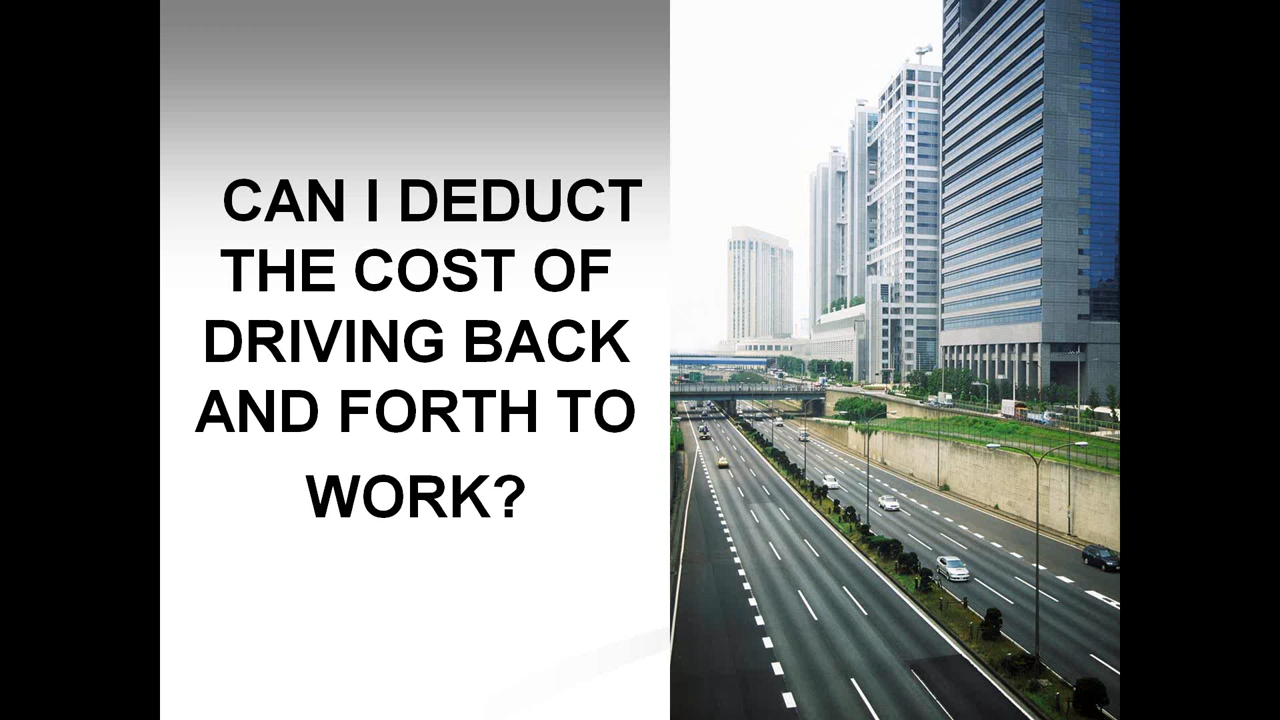 CAN I DEDUCT
THE COST OF
DRIVING BACK
AND FORTH TO
WORK?